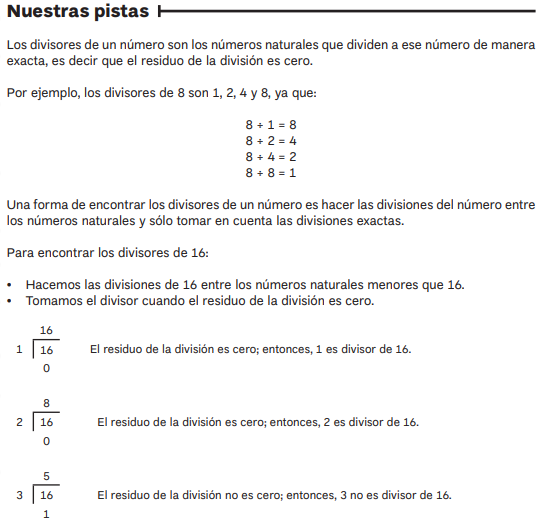 Nuestras pistas
Los divisores de un número son los números naturales que dividen a ese número de manera
exacta, es decir que el residuo de la división es cero.
Por ejemplo, los divisores de 8 son 1, 2, 4 y 8, ya que:
8 ÷ 1 = 8
8 ÷ 2 = 4
8 ÷ 4 = 2
8 ÷ 8 = 1
Una forma de encontrar los divisores de un número es hacer las divisiones del número entre
los números naturales y sólo tomar en cuenta las divisiones exactas.
Para encontrar los divisores de 16:
• Hacemos las divisiones de 16 entre los números naturales menores que 16.
• Tomamos el divisor cuando el residuo de la división es cero.
16
1 16 El residuo de la división es cero; entonces, 1 es divisor de 16.
0
8
2 16 El residuo de la división es cero; entonces, 2 es divisor de 16.
0
5
3 16 El residuo de la división no es cero; entonces, 3 no es divisor de 16.
1